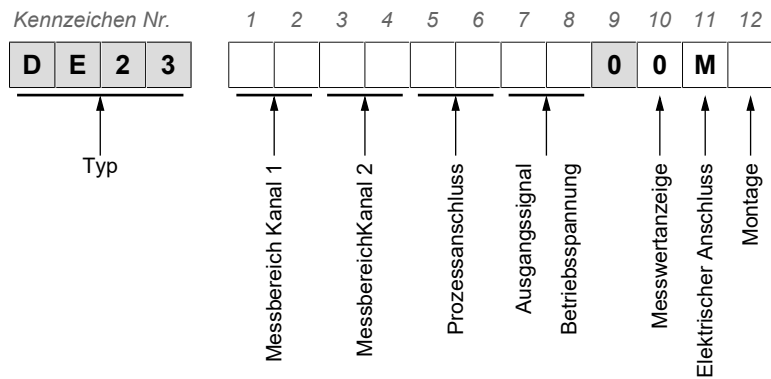 Kennzeichen Nr. 1 2 3 4 5 6 7 8 9 10 11 12
D E 2 3 0 0 M
Typ
Messbereich Kanal 1
MessbereichKanal 2
Prozessanschluss
Ausgangssignal
Betriebsspannung
Messwertanzeige
Elektrischer Anschluss
Montage